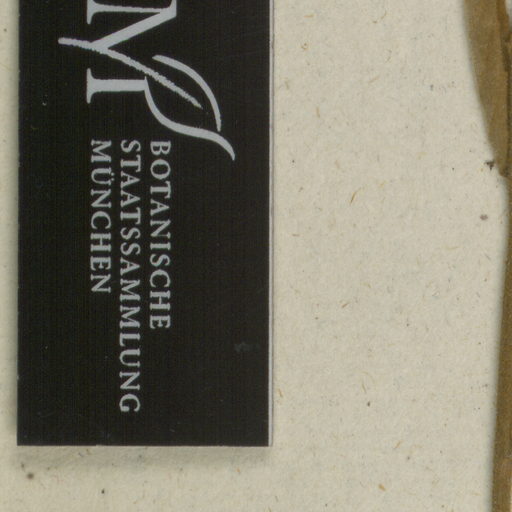 M
BOTANISCHE
STAATSSAMMLUNG
MÜNCHEN